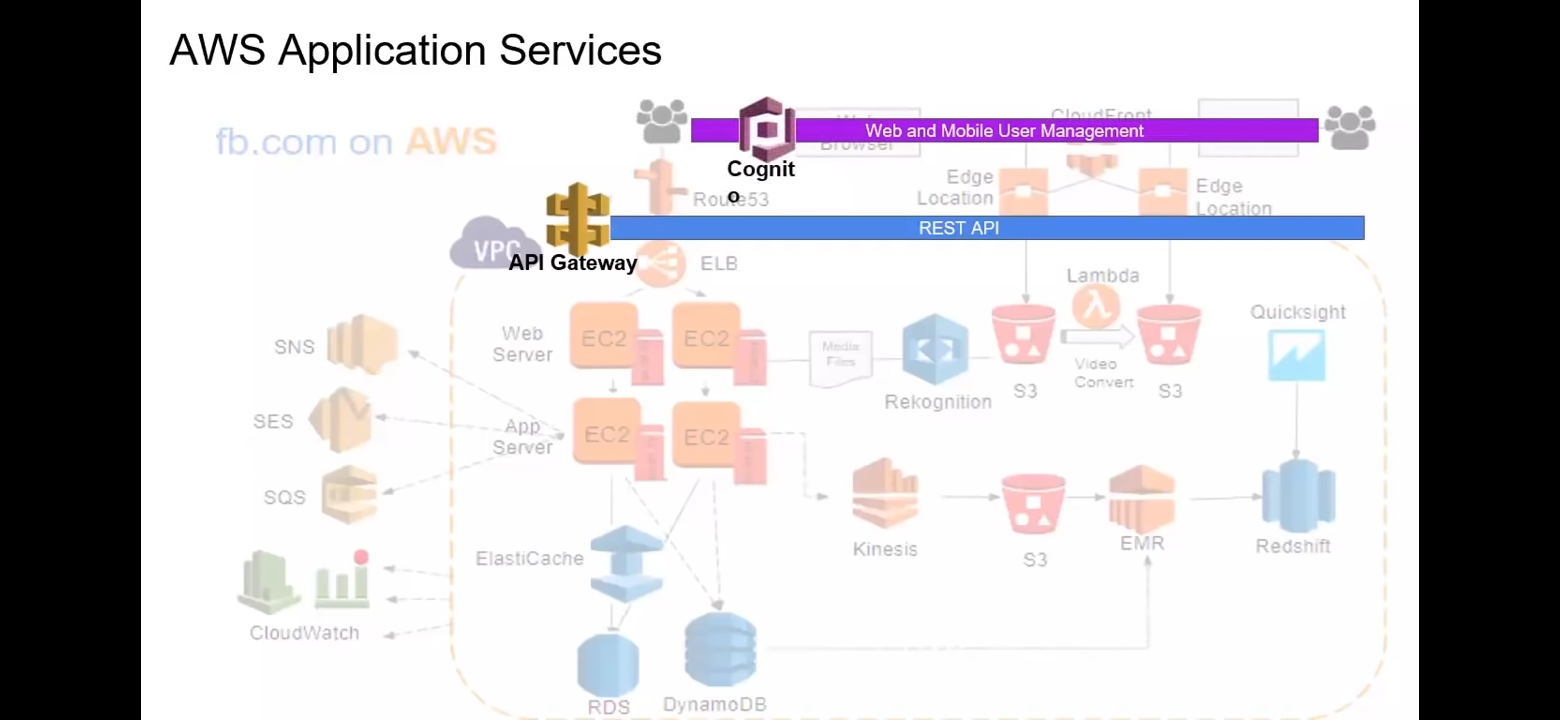 AWS Application Services
fb.com on AWS
Web and Mobile User Management
CloudFront
Browser
Cognit
o
Route53
Edge
Location
Edge
Location
REST API
VPC
API Gateway
ELB
Lambda
Quicksight
SNS
Web
Server
EC2
EC2
Media
Files
Rekognition
S3
Video
Convert
S3
SES
App
Server
EC2
EC2
SQS
Kinesis
S3
EMR
Redshift
ElastiCache
CloudWatch
RDS
DynamoDB